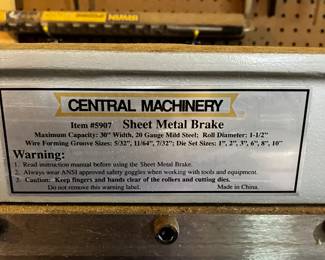 CENTRAL MACHINERY
Item #5907 Sheet Metal Brake
Maximum Capacity: 30" Width, 20 Gauge Mild Steel; Roll Diameter: 1-1/2"
Wire Forming Groove Sizes: 5/32", 11/64", 7/32"; Die Set Sizes: 1", 2", 3", 6", 8", 10"
Warning:
1. Read instruction manual before using the Sheet Metal Brake.
2. Always wear ANSI approved safety goggles when working with tools and equipment.
3. Caution: Keep fingers and hands clear of the rollers and cutting dies.
Do not remove this warning label. Made in China.